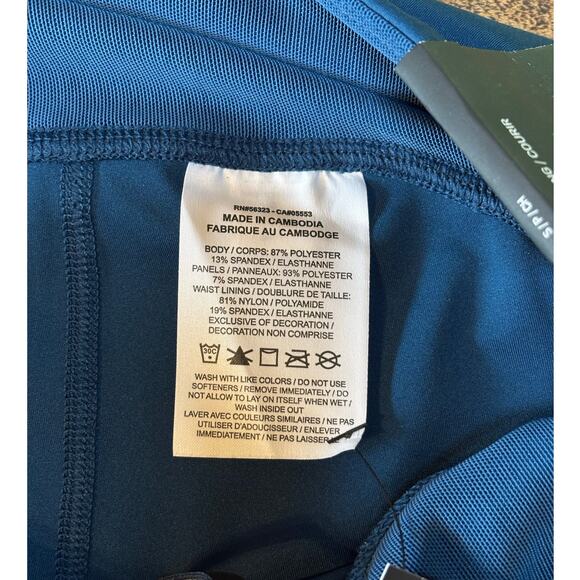 RN#56323 - CA#05553
MADE IN CAMBODIA
FABRIQUE AU CAMBODGE
BODY / CORPS: 87% POLYESTER
13% SPANDEX / ELASTHANNE
PANELS / PANNEAUX: 93% POLYESTER
7% SPANDEX / ELASTHANNE
WAIST LINING / DOUBLURE DE TAILLE:
81% NYLON / POLYAMIDE
19% SPANDEX / ELASTHANNE
EXCLUSIVE OF DECORATION /
DECORATION NON COMPRISE
30C
WASH WITH LIKE COLORS / DO NOT USE
SOFTENERS / REMOVE IMMEDIATELY / DO
NOT ALLOW TO LAY ON ITSELF WHEN WET /
WASH INSIDE OUT
LAVER AVEC COULEURS SIMILAIRES / NE PAS
UTILISER D'ADOUCISSEUR / ENLEVER
IMMEDIATEMENT / NE PAS LAISSER
/ COURIR
S/P/CH